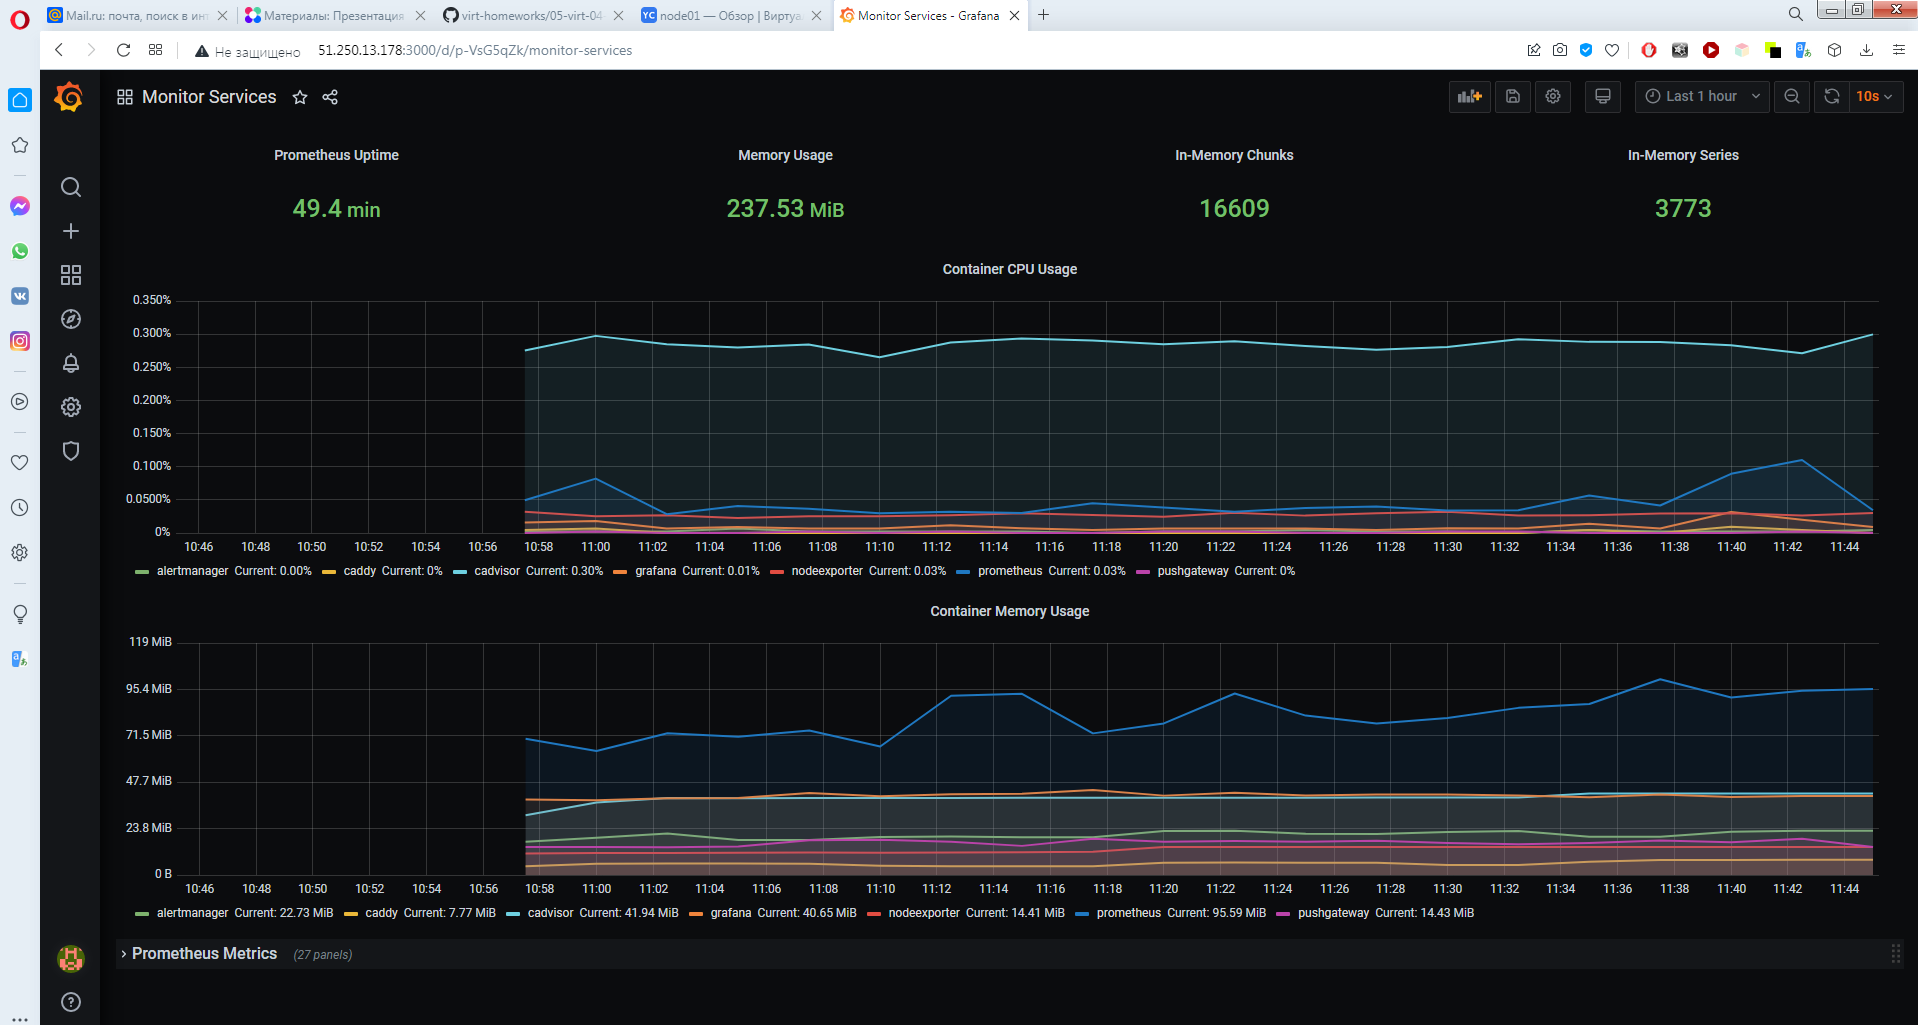 Mail.ru: почта, поиск в инт
Материалы: Презентация
virt-homeworks/05-virt-04-
YC node01 — Обзор | Виртуа
Monitor Services - Grafana
Не защищено 51.250.13.178:3000/d/p-VsG5qZk/monitor-services
Monitor Services
Last 1 hour
10s
Prometheus Uptime
49.4 min
Memory Usage
237.53 MiB
In-Memory Chunks
16609
In-Memory Series
3773
Container CPU Usage
0.350%
0.300%
0.250%
0.200%
0.150%
0.100%
0.0500%
0%
10:46 10:48 10:50 10:52 10:54 10:56 10:58 11:00 11:02 11:04 11:06 11:08 11:10 11:12 11:14 11:16 11:18 11:20 11:22 11:24 11:26 11:28 11:30 11:32 11:34 11:36 11:38 11:40 11:42 11:44
alertmanager Current: 0.00% caddy Current: 0% cadvisor Current: 0.30% grafana Current: 0.01% nodeexporter Current: 0.03% prometheus Current: 0.03% pushgateway Current: 0%
Container Memory Usage
119 MiB
95.4 MiB
71.5 MiB
47.7 MiB
23.8 MiB
0 B
10:46 10:48 10:50 10:52 10:54 10:56 10:58 11:00 11:02 11:04 11:06 11:08 11:10 11:12 11:14 11:16 11:18 11:20 11:22 11:24 11:26 11:28 11:30 11:32 11:34 11:36 11:38 11:40 11:42 11:44
alertmanager Current: 22.73 MiB caddy Current: 7.77 MiB cadvisor Current: 41.94 MiB grafana Current: 40.65 MiB nodeexporter Current: 14.41 MiB prometheus Current: 95.59 MiB pushgateway Current: 14.43 MiB
Prometheus Metrics (27 panels)